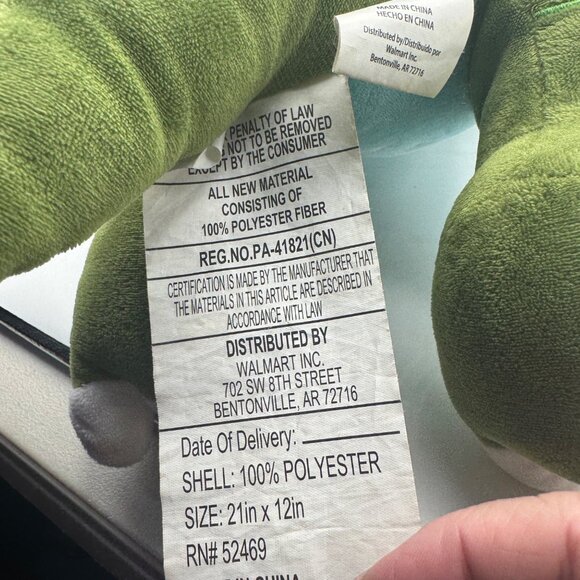 MADE IN CHINA
HECHO EN CHINA
Distributed by/Distribuido por
Walmart Inc.
Bentonville, AR 72716
PENALTY OF LAW
NOT TO BE REMOVED
EXCEPT BY THE CONSUMER
ALL NEW MATERIAL
CONSISTING OF
100% POLYESTER FIBER
REG.NO.PA-41821(CN)
CERTIFICATION IS MADE BY THE MANUFACTURER THAT
THE MATERIALS IN THIS ARTICLE ARE DESCRIBED IN
ACCORDANCE WITH LAW
DISTRIBUTED BY
WALMART INC.
702 SW 8TH STREET
BENTONVILLE, AR 72716
Date Of Delivery:
SHELL: 100% POLYESTER
SIZE: 21in x 12in
RN# 52469
IN CHINA